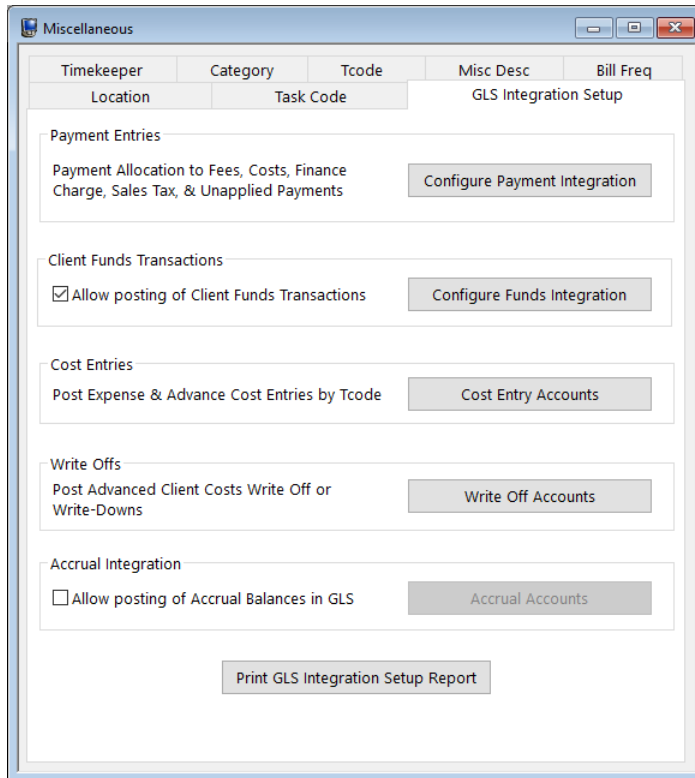 Miscellaneous
Timekeeper Category Tcode Misc Desc Bill Freq
Location Task Code GLS Integration Setup
Payment Entries
Payment Allocation to Fees, Costs, Finance
Charge, Sales Tax, & Unapplied Payments
Configure Payment Integration
Client Funds Transactions
Allow posting of Client Funds Transactions
Configure Funds Integration
Cost Entries
Post Expense & Advance Cost Entries by Tcode
Cost Entry Accounts
Write Offs
Post Advanced Client Costs Write Off or
Write-Downs
Write Off Accounts
Accrual Integration
Allow posting of Accrual Balances in GLS
Accrual Accounts
Print GLS Integration Setup Report